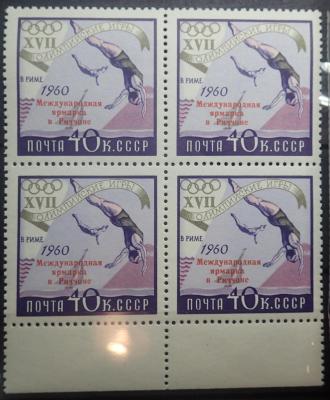 XVII
ОЛИМПИЙСКИЕ ИГРЫ
В РИМЕ
1960
Международная
ярмарка
в Риччоне
ПОЧТА 40 К. СССР
XVII
ОЛИМПИЙСКИЕ ИГРЫ
В РИМЕ
1960
Международная
ярмарка
в Риччоне
ПОЧТА 40 К. СССР
XVII
ОЛИМПИЙСКИЕ ИГРЫ
В РИМЕ
1960
Международная
ярмарка
в Риччоне
ПОЧТА 40 К. СССР
XVII
ОЛИМПИЙСКИЕ ИГРЫ
В РИМЕ
1960
Международная
ярмарка
в Риччоне
ПОЧТА 40 К. СССР